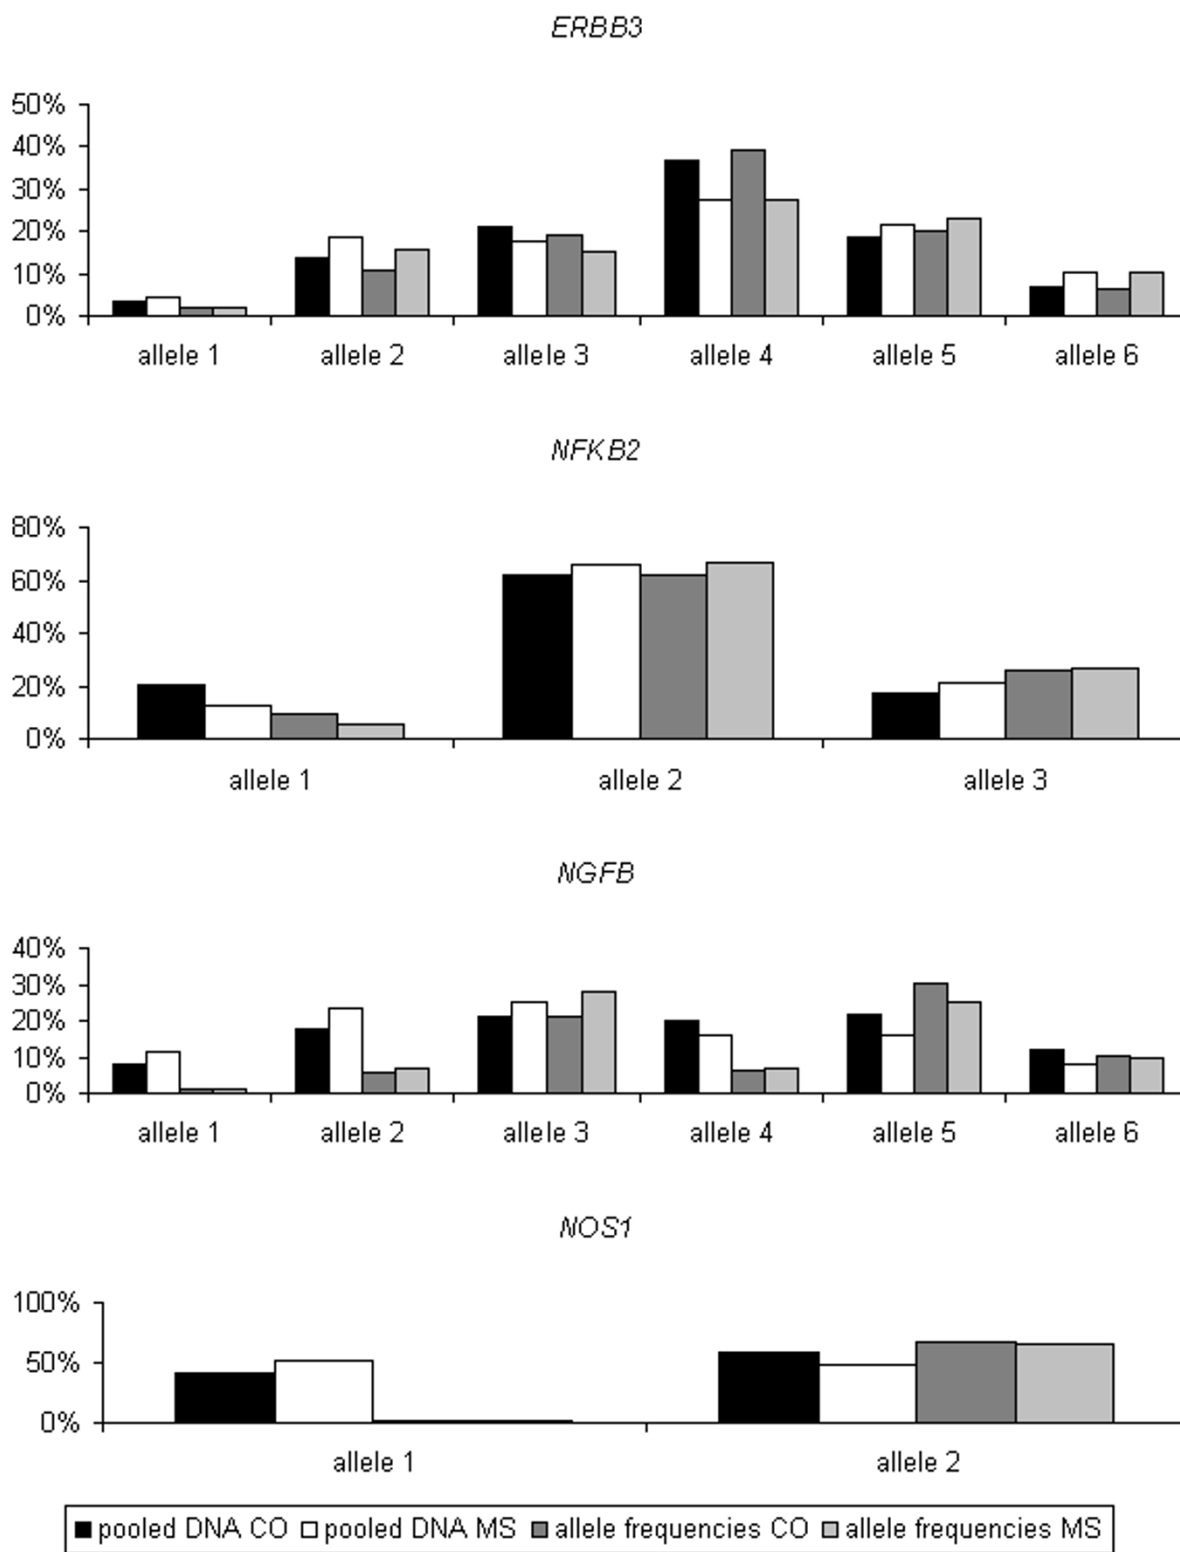 ERBB3
50%
40%
30%
20%
10%
0%
allele 1 allele 2 allele 3 allele 4 allele 5 allele 6
NFKB2
80%
60%
40%
20%
0%
allele 1 allele 2 allele 3
NGFB
40%
30%
20%
10%
0%
allele 1 allele 2 allele 3 allele 4 allele 5 allele 6
NOS1
100%
50%
0%
allele 1 allele 2
pooled DNA CO pooled DNA MS allele frequencies CO allele frequencies MS